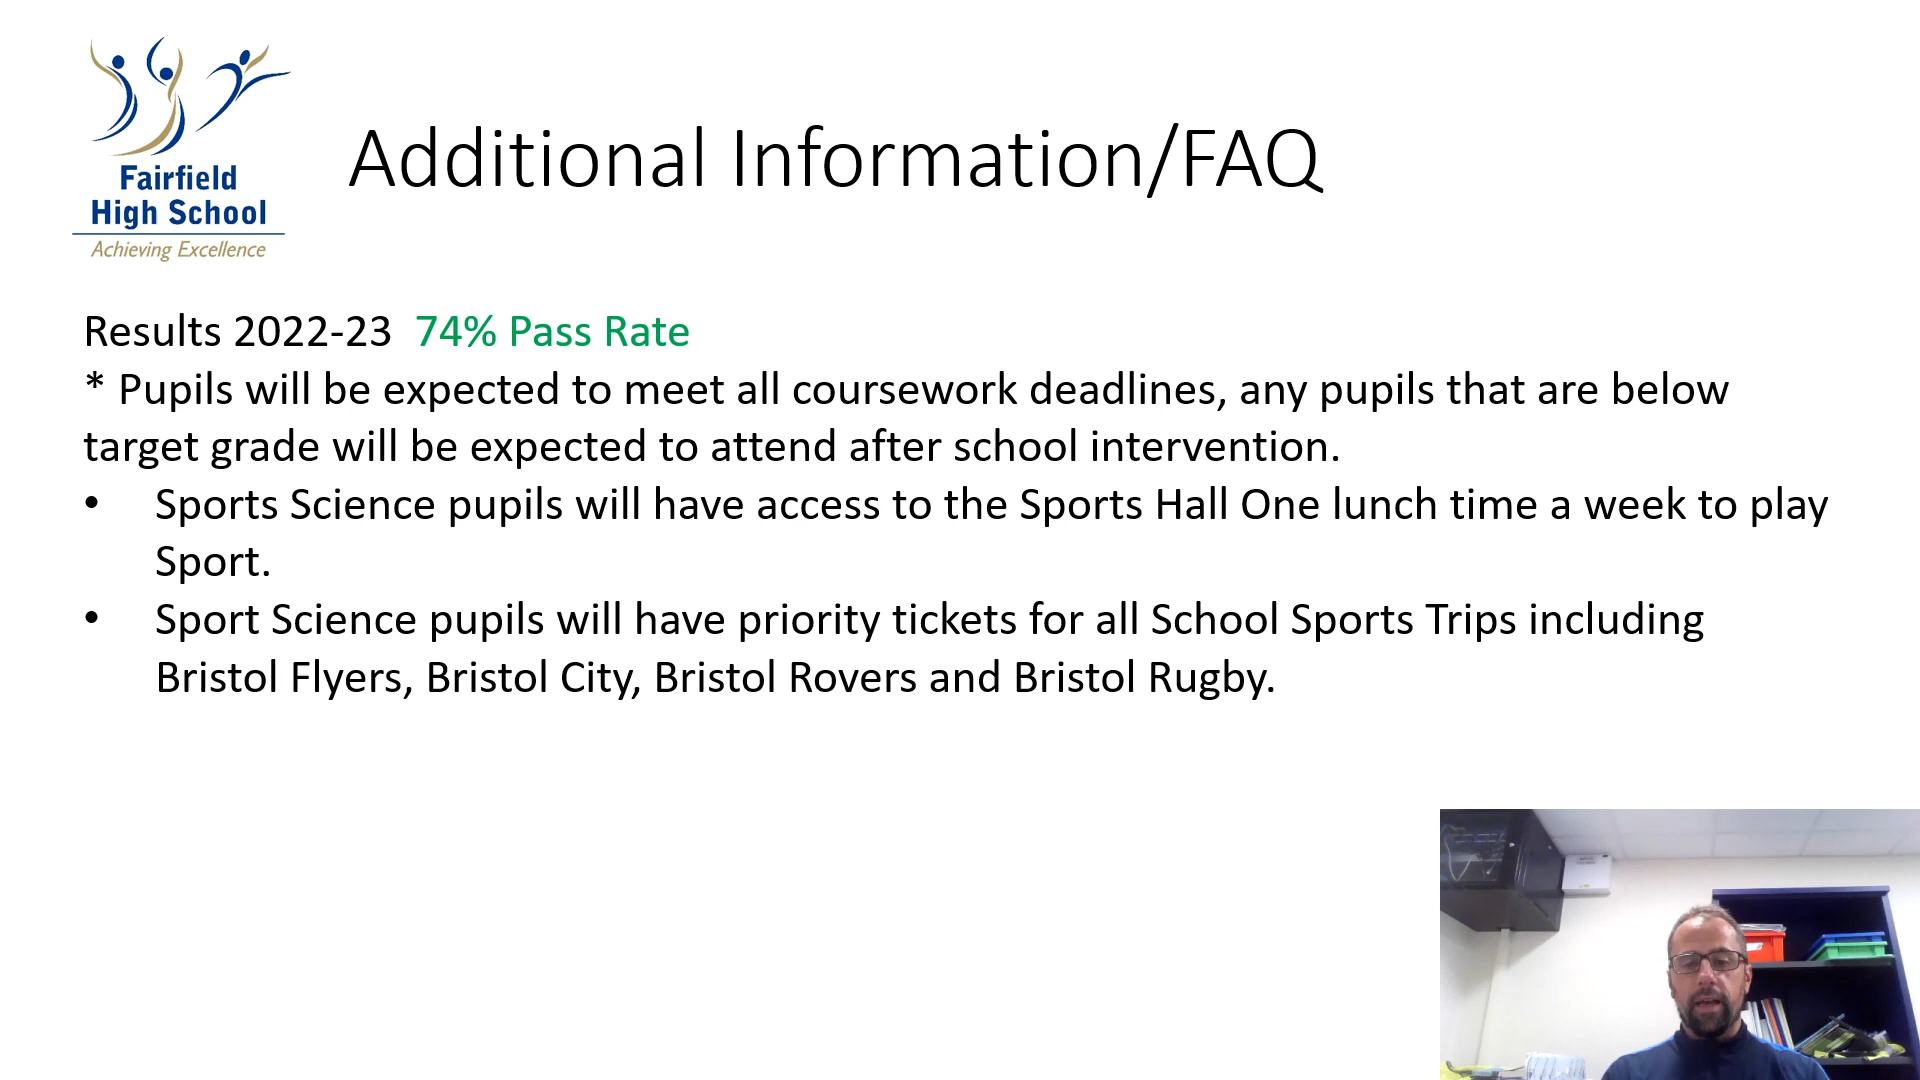 Fairfield
High School
Achieving Excellence
Additional Information/FAQ
Results 2022-23  74% Pass Rate
* Pupils will be expected to meet all coursework deadlines, any pupils that are below
target grade will be expected to attend after school intervention.
• Sports Science pupils will have access to the Sports Hall One lunch time a week to play
Sport.
• Sport Science pupils will have priority tickets for all School Sports Trips including
Bristol Flyers, Bristol City, Bristol Rovers and Bristol Rugby.